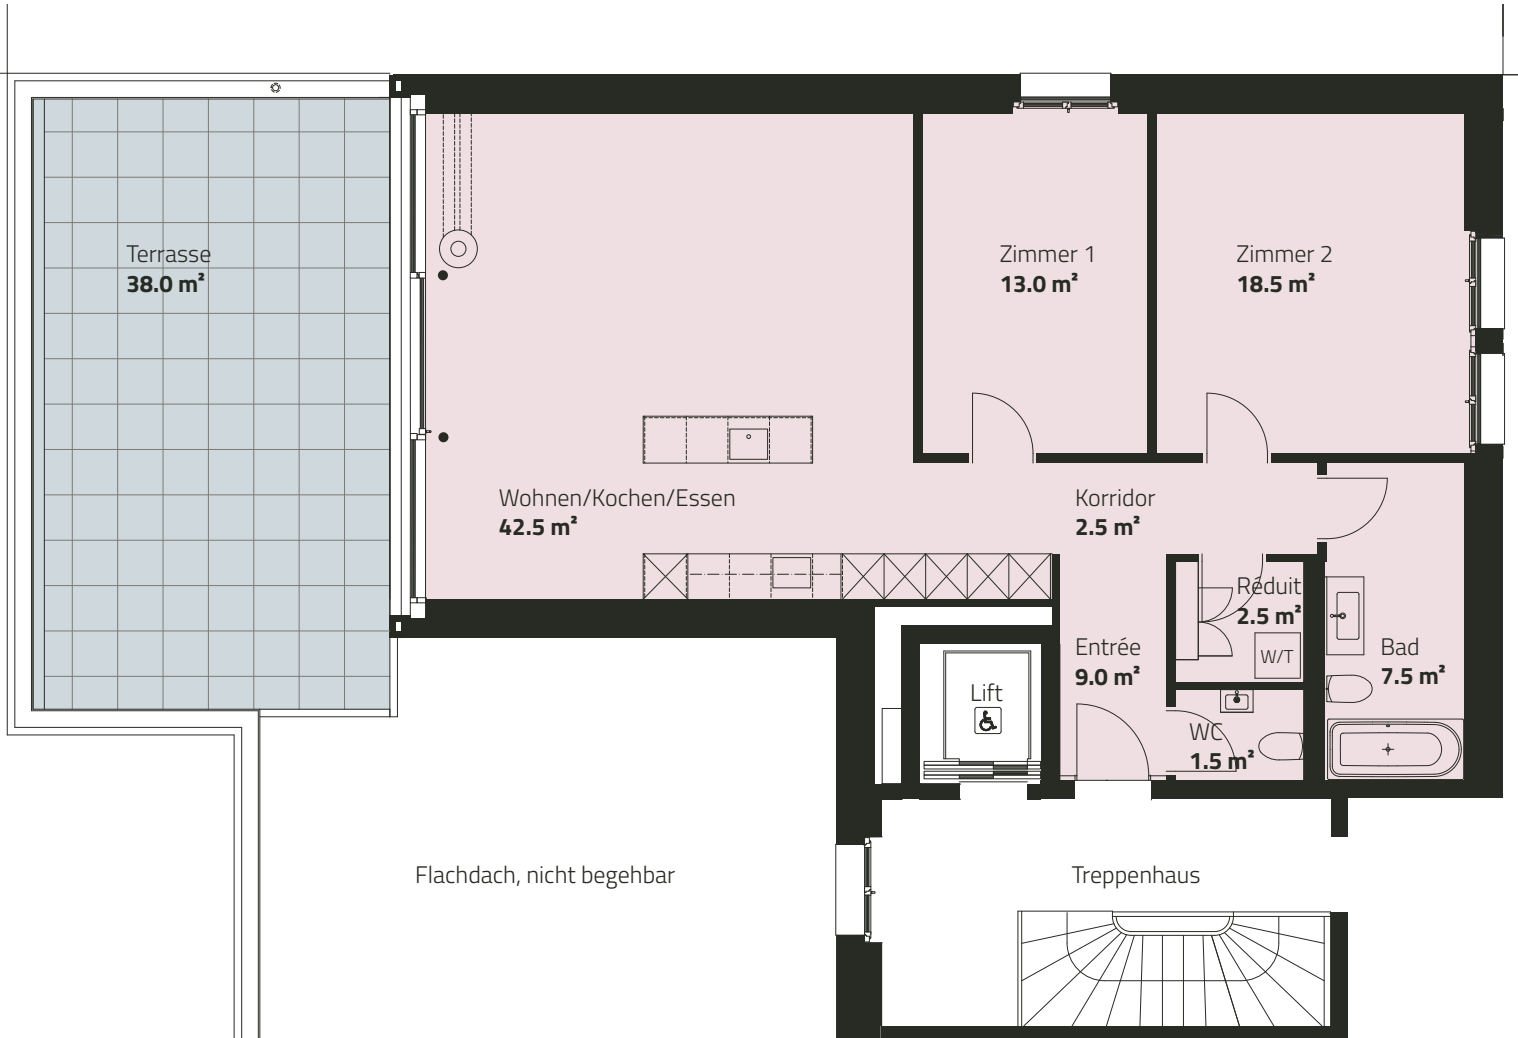 Terrasse
38.0 m²
Zimmer 1
13.0 m²
Zimmer 2
18.5 m²
Wohnen/Kochen/Essen
42.5 m²
Korridor
2.5 m²
Réduit
2.5 m²
W/T
Entrée
9.0 m²
Bad
7.5 m²
Lift
WC
1.5 m²
Flachdach, nicht begehbar
Treppenhaus